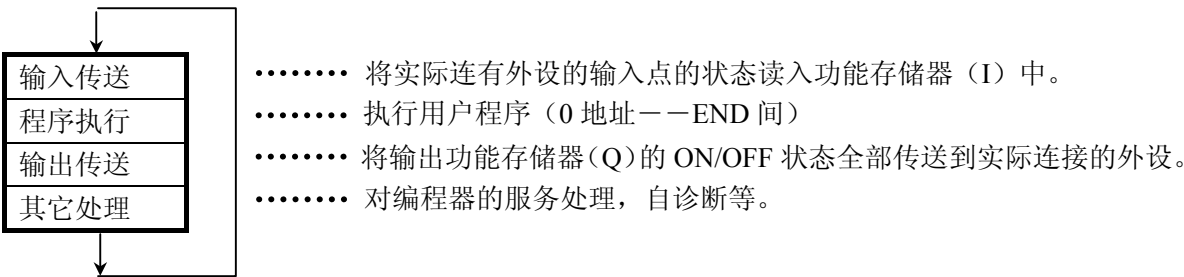 输入传送 •••••••• 将实际连有外设的输入点的状态读入功能存储器（I）中。
程序执行 •••••••• 执行用户程序（0 地址－－END 间）
输出传送 •••••••• 将输出功能存储器（Q）的 ON/OFF 状态全部传送到实际连接的外设。
其它处理 •••••••• 对编程器的服务处理，自诊断等。